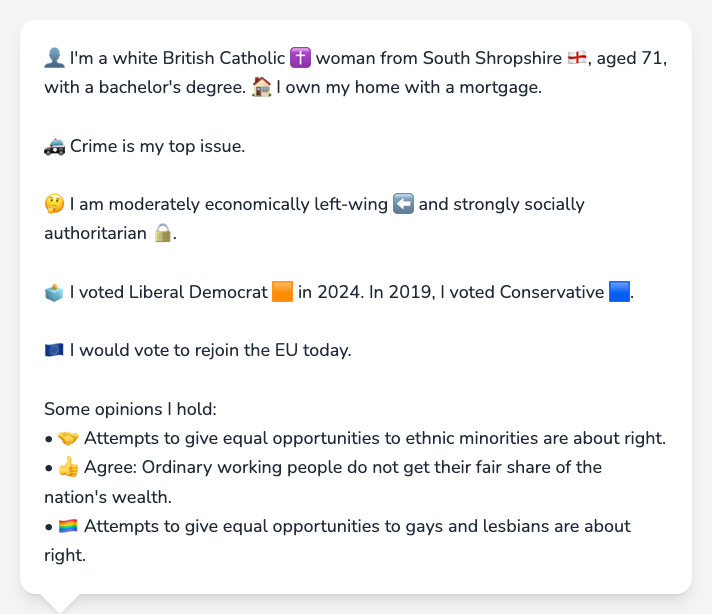 👤 I'm a white British Catholic ✝️ woman from South Shropshire 🏴󠁧󠁢󠁥󠁮󠁧󠁿, aged 71,
with a bachelor's degree. 🏠 I own my home with a mortgage.
🚓 Crime is my top issue.
🤔 I am moderately economically left-wing ⬅️ and strongly socially
authoritarian 🔒.
🗳️ I voted Liberal Democrat 🟧 in 2024. In 2019, I voted Conservative 🟦.
🇪🇺 I would vote to rejoin the EU today.
Some opinions I hold:
• 🤝 Attempts to give equal opportunities to ethnic minorities are about right.
• 👍 Agree: Ordinary working people do not get their fair share of the
nation's wealth.
• 🏳️‍🌈 Attempts to give equal opportunities to gays and lesbians are about
right.